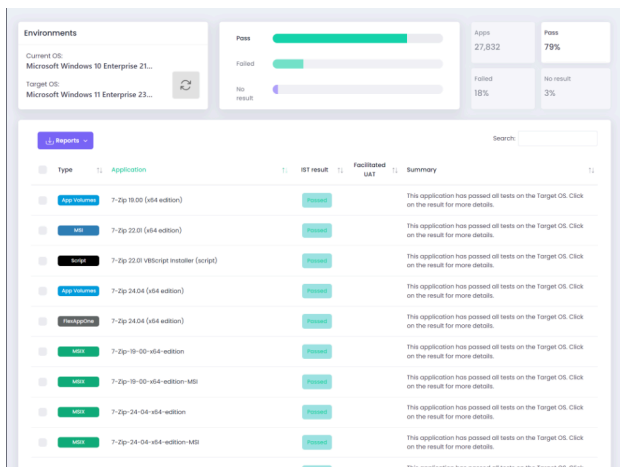 Environments
Current OS:
Microsoft Windows 10 Enterprise 21...
Target OS:
Microsoft Windows 11 Enterprise 23...
Pass
Failed
No
result
Apps
27,832
Pass
79%
Failed
18%
No result
3%
Reports
Search:
Type
Application
IST result
Facilitated
UAT
Summary
App Volumes
7-Zip 19.00 (x64 edition)
Passed
This application has passed all tests on the Target OS. Click
on the result for more details.
MSI
7-Zip 22.01 (x64 edition)
Passed
This application has passed all tests on the Target OS. Click
on the result for more details.
Script
7-Zip 22.01 VBScript Installer (script)
Passed
This application has passed all tests on the Target OS. Click
on the result for more details.
App Volumes
7-Zip 24.04 (x64 edition)
Passed
This application has passed all tests on the Target OS. Click
on the result for more details.
FlexAppOne
7-Zip 24.04 (x64 edition)
Passed
This application has passed all tests on the Target OS. Click
on the result for more details.
MSIX
7-Zip-19-00-x64-edition
Passed
This application has passed all tests on the Target OS. Click
on the result for more details.
MSIX
7-Zip-19-00-x64-edition-MSI
Passed
This application has passed all tests on the Target OS. Click
on the result for more details.
MSIX
7-Zip-24-04-x64-edition
Passed
This application has passed all tests on the Target OS. Click
on the result for more details.
MSIX
7-Zip-24-04-x64-edition-MSI
Passed
This application has passed all tests on the Target OS. Click
on the result for more details.